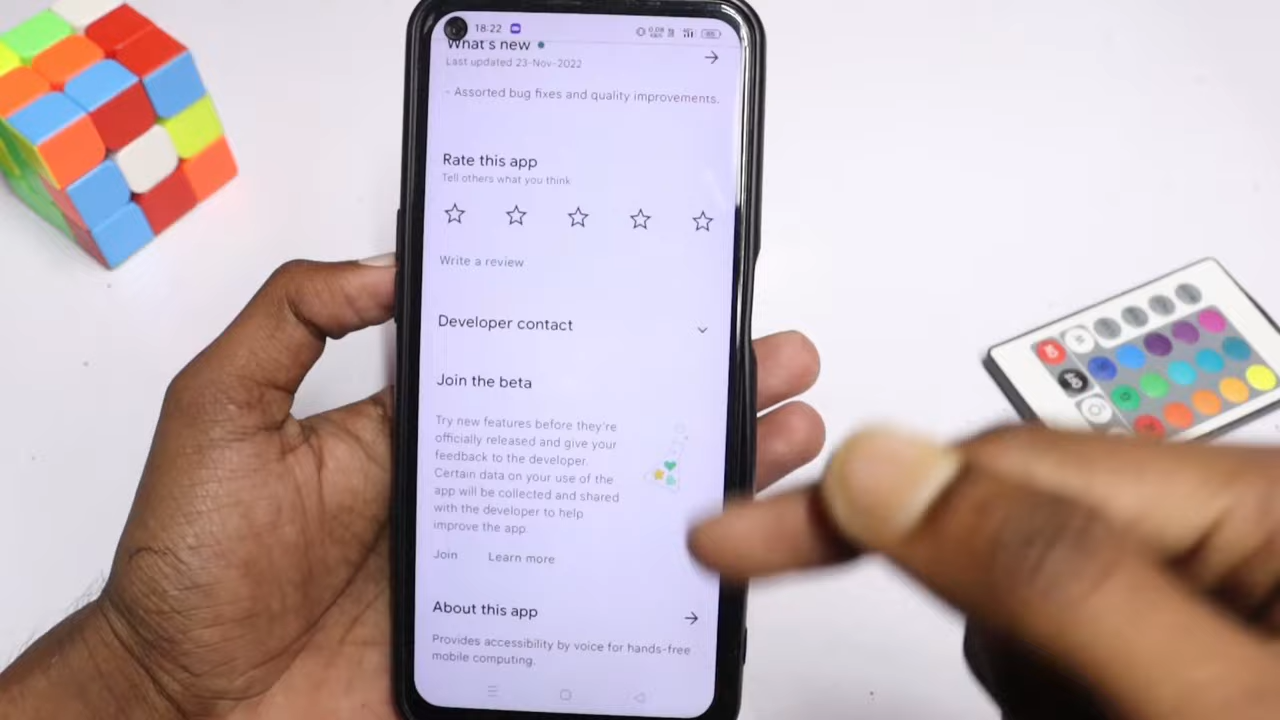 18:22
What's new
Last updated 23-Nov-2022
- Assorted bug fixes and quality improvements.
Rate this app
Tell others what you think
Write a review
Developer contact
Join the beta
Try new features before they're
officially released and give your
feedback to the developer.
Certain data on your use of the
app will be collected and shared
with the developer to help
improve the app.
Join Learn more
About this app
Provides accessibility by voice for hands-free
mobile computing.